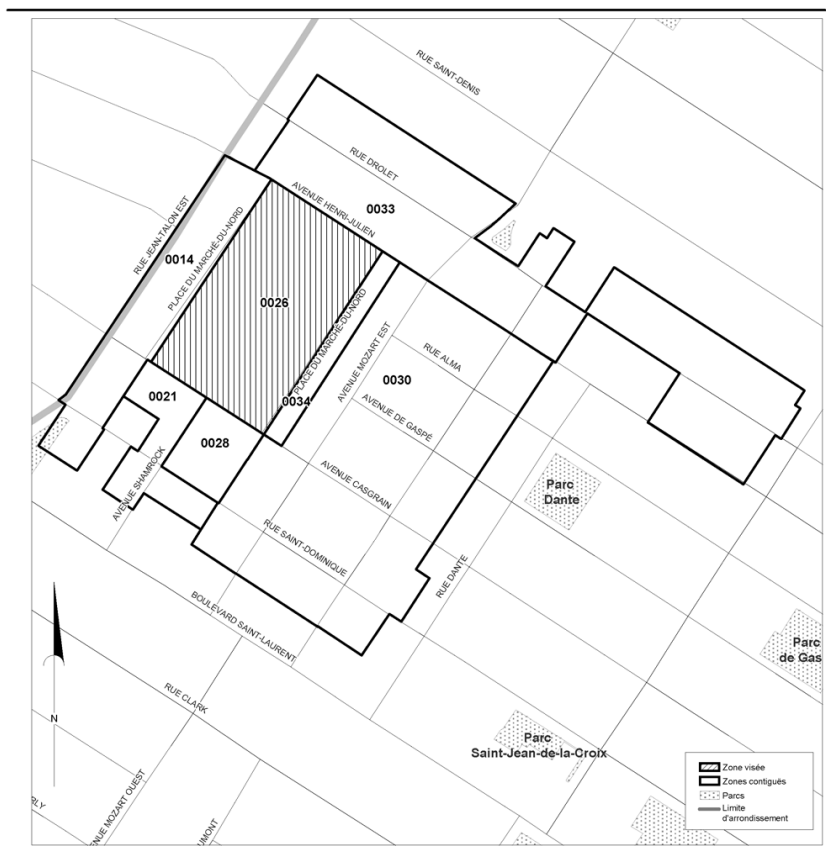 RUE SAINT-DENIS
RUE DROLET
AVENUE HENRI-JULIEN
0033
RUE JEAN-TALON EST
PLACE DU MARCHÉ-DU-NORD
0014
0026
PLACE DU MARCHÉ-DU-NORD
AVENUE MOZART EST
RUE ALMA
0030
0034
0021
AVENUE DE GASPÉ
0028
AVENUE SHAMROCK
AVENUE CASGRAIN
Parc
Dante
RUE SAINT-DOMINIQUE
RUE DANTE
BOULEVARD SAINT-LAURENT
Parc
de Gas
RUE CLARK
N
Parc
Saint-Jean-de-la-Croix
Zone visée
Zones contiguës
Parcs
Limite
d'arrondissement
RLY
ENUE MOZART OUEST
UMONT